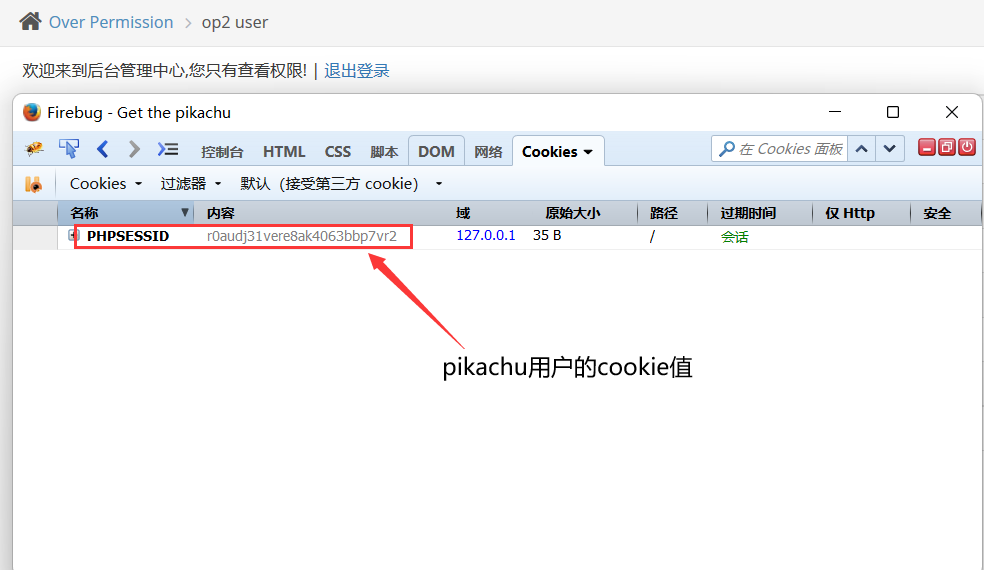 Over Permission > op2 user
欢迎来到后台管理中心,您只有查看权限! | 退出登录
Firebug - Get the pikachu
控制台 HTML CSS 脚本 DOM 网络 Cookies 在 Cookies 面板
Cookies 过滤器 默认（接受第三方 cookie）
名称 内容 域 原始大小 路径 过期时间 仅 Http 安全
PHPSESSID r0audj31vere8ak4063bbp7vr2 127.0.0.1 35 B / 会话
pikachu用户的cookie值